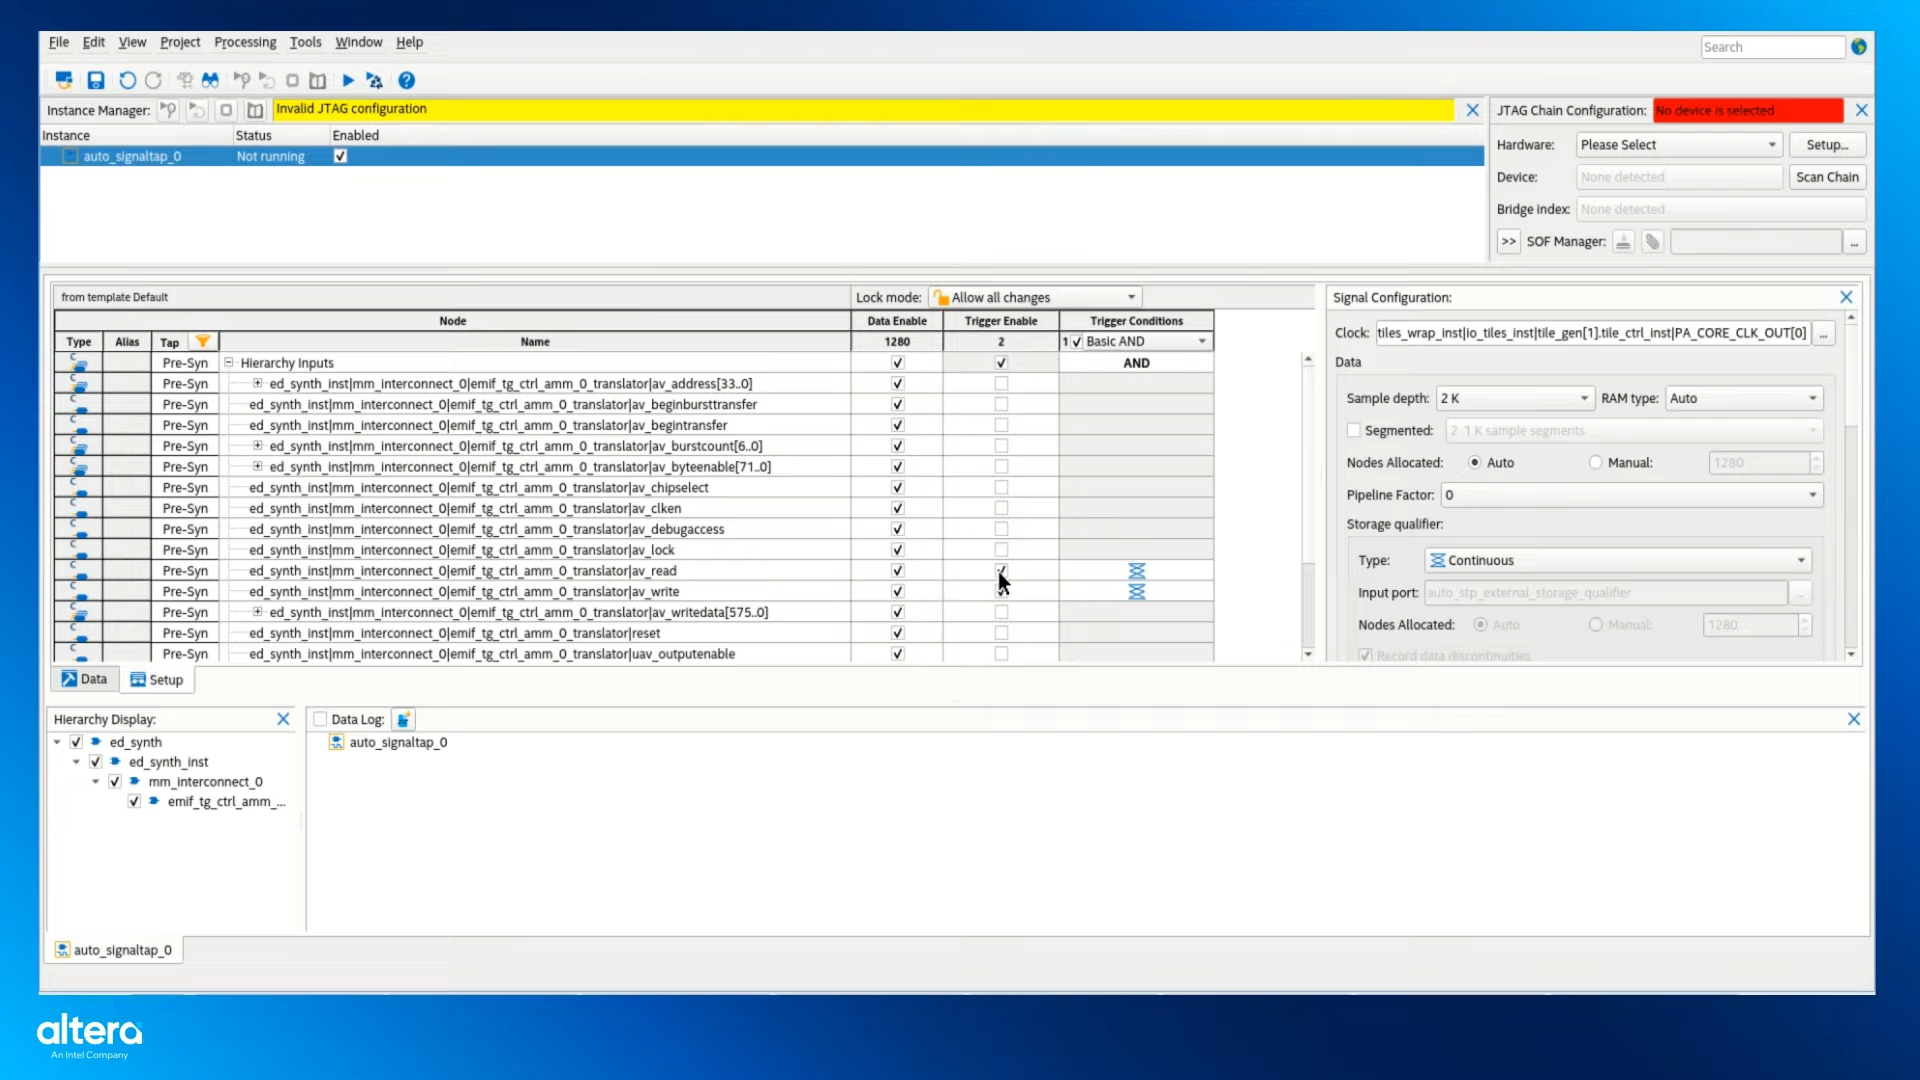 File Edit View Project Processing Tools Window Help
Search
Instance Manager: Invalid JTAG configuration
JTAG Chain Configuration: No device is selected
Instance Status Enabled
auto_signaltap_0 Not running
Hardware: Please Select Setup...
Device: None detected Scan Chain
Bridge index: None detected
>> SOF Manager: ...
from template Default
Lock mode: Allow all changes
Node Data Enable Trigger Enable Trigger Conditions
Type Alias Tap Name 1280 2 1 Basic AND
Pre-Syn Hierarchy Inputs AND
Pre-Syn ed_synth_inst|mm_interconnect_0|emif_tg_ctrl_amm_0_translator|av_address[33..0]
Pre-Syn ed_synth_inst|mm_interconnect_0|emif_tg_ctrl_amm_0_translator|av_beginbursttransfer
Pre-Syn ed_synth_inst|mm_interconnect_0|emif_tg_ctrl_amm_0_translator|av_begintransfer
Pre-Syn ed_synth_inst|mm_interconnect_0|emif_tg_ctrl_amm_0_translator|av_burstcount[6..0]
Pre-Syn ed_synth_inst|mm_interconnect_0|emif_tg_ctrl_amm_0_translator|av_byteenable[71..0]
Pre-Syn ed_synth_inst|mm_interconnect_0|emif_tg_ctrl_amm_0_translator|av_chipselect
Pre-Syn ed_synth_inst|mm_interconnect_0|emif_tg_ctrl_amm_0_translator|av_clken
Pre-Syn ed_synth_inst|mm_interconnect_0|emif_tg_ctrl_amm_0_translator|av_debugaccess
Pre-Syn ed_synth_inst|mm_interconnect_0|emif_tg_ctrl_amm_0_translator|av_lock
Pre-Syn ed_synth_inst|mm_interconnect_0|emif_tg_ctrl_amm_0_translator|av_read
Pre-Syn ed_synth_inst|mm_interconnect_0|emif_tg_ctrl_amm_0_translator|av_write
Pre-Syn ed_synth_inst|mm_interconnect_0|emif_tg_ctrl_amm_0_translator|av_writedata[575..0]
Pre-Syn ed_synth_inst|mm_interconnect_0|emif_tg_ctrl_amm_0_translator|reset
Pre-Syn ed_synth_inst|mm_interconnect_0|emif_tg_ctrl_amm_0_translator|uav_outputenable
Signal Configuration:
Clock: tiles_wrap_inst|io_tiles_inst|tile_gen[1].tile_ctrl_inst|PA_CORE_CLK_OUT[0] ...
Data
Sample depth: 2 K RAM type: Auto
Segmented: 2 1 K sample segments
Nodes Allocated: Auto Manual: 1280
Pipeline Factor: 0
Storage qualifier:
Type: Continuous
Input port: auto_stp_external_storage_qualifier ...
Nodes Allocated: Auto Manual: 1280
Record data discontinuities
Data Setup
Hierarchy Display:
ed_synth
ed_synth_inst
mm_interconnect_0
emif_tg_ctrl_amm_...
Data Log:
auto_signaltap_0
auto_signaltap_0
altera
An Intel Company